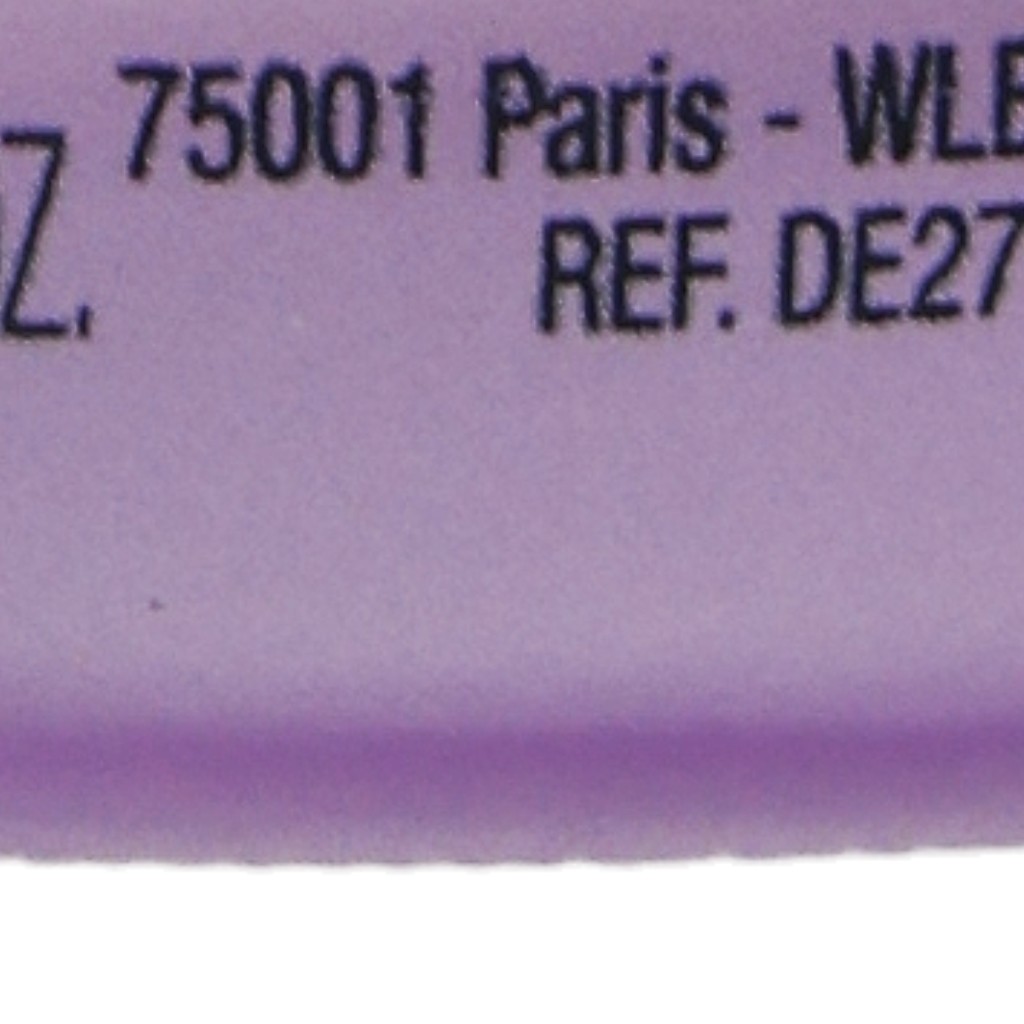 75001 Paris - WLE
REF. DE27
Z.